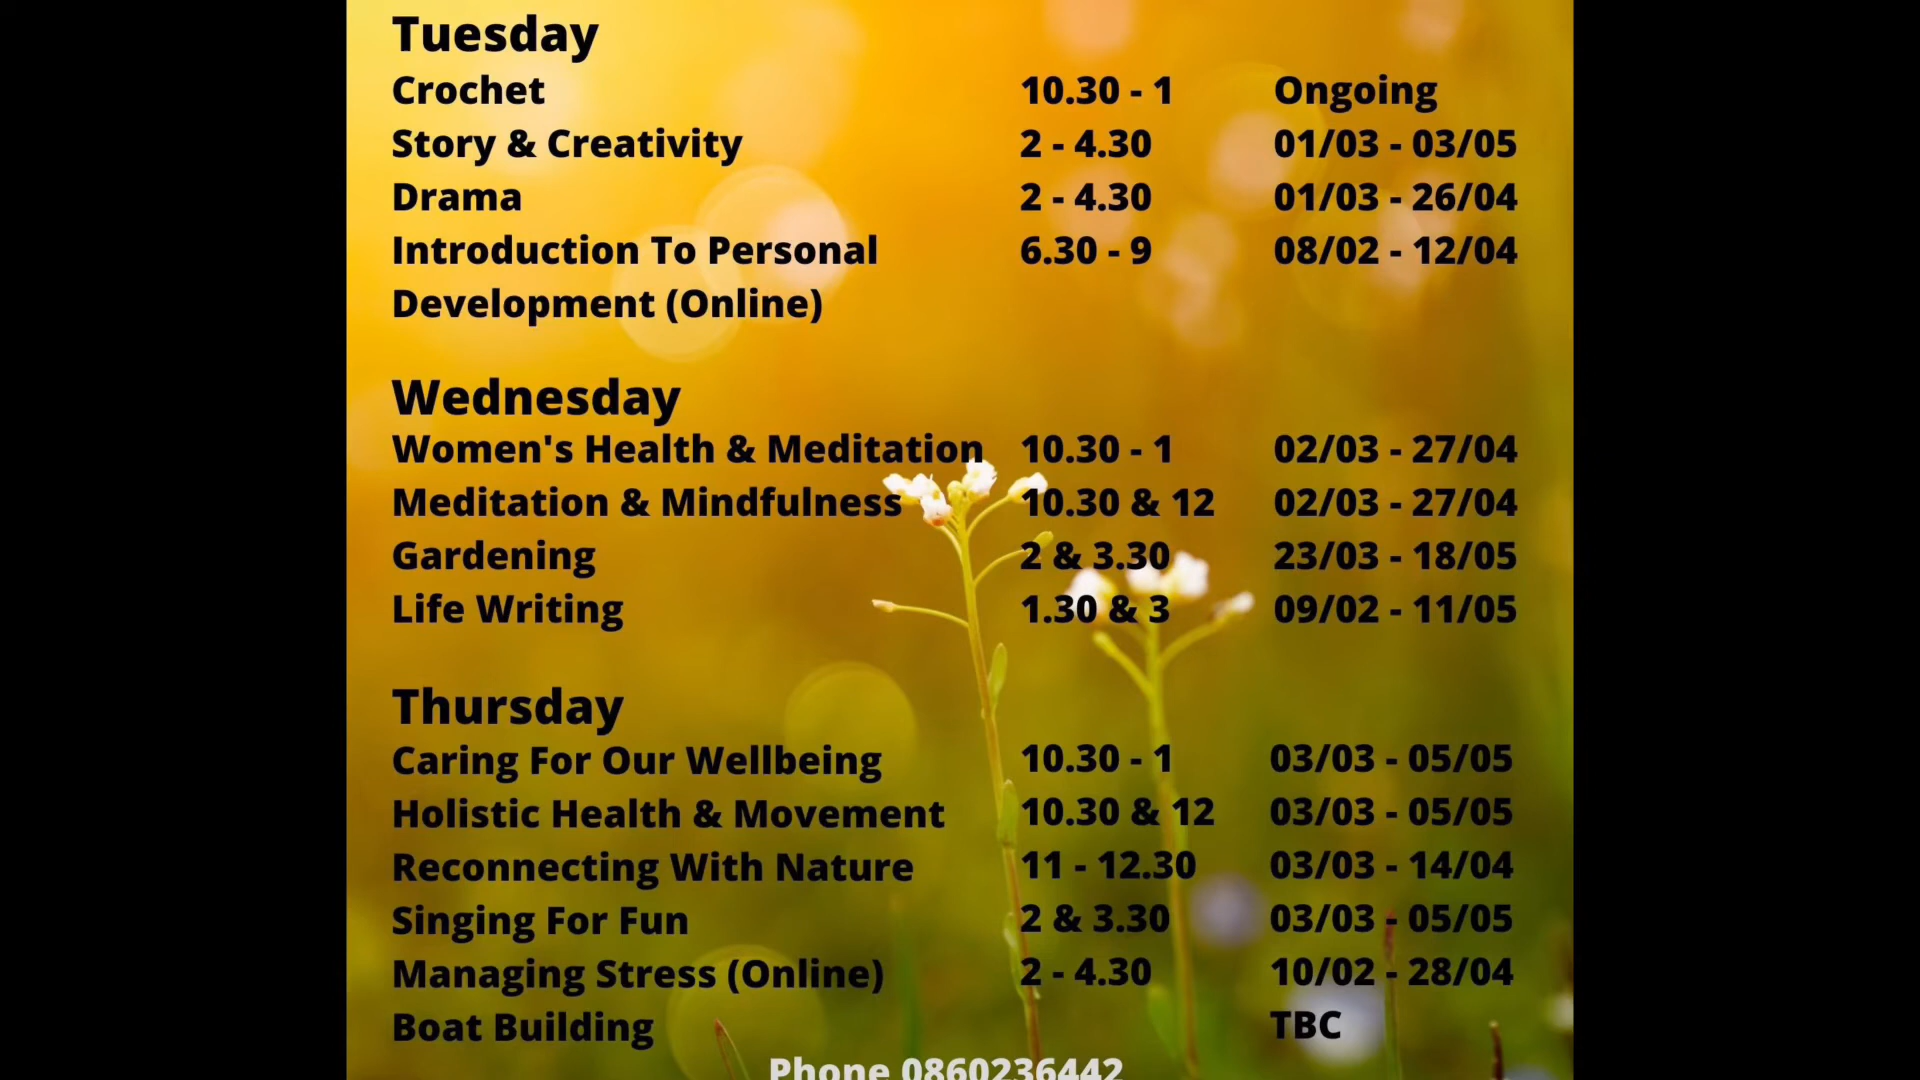 Tuesday
Crochet 10.30 - 1 Ongoing
Story & Creativity 2 - 4.30 01/03 - 03/05
Drama 2 - 4.30 01/03 - 26/04
Introduction To Personal 6.30 - 9 08/02 - 12/04
Development (Online)
Wednesday
Women's Health & Meditation 10.30 - 1 02/03 - 27/04
Meditation & Mindfulness 10.30 & 12 02/03 - 27/04
Gardening 2 & 3.30 23/03 - 18/05
Life Writing 1.30 & 3 09/02 - 11/05
Thursday
Caring For Our Wellbeing 10.30 - 1 03/03 - 05/05
Holistic Health & Movement 10.30 & 12 03/03 - 05/05
Reconnecting With Nature 11 - 12.30 03/03 - 14/04
Singing For Fun 2 & 3.30 03/03 - 05/05
Managing Stress (Online) 2 - 4.30 10/02 - 28/04
Boat Building TBC
Phone 0860236442